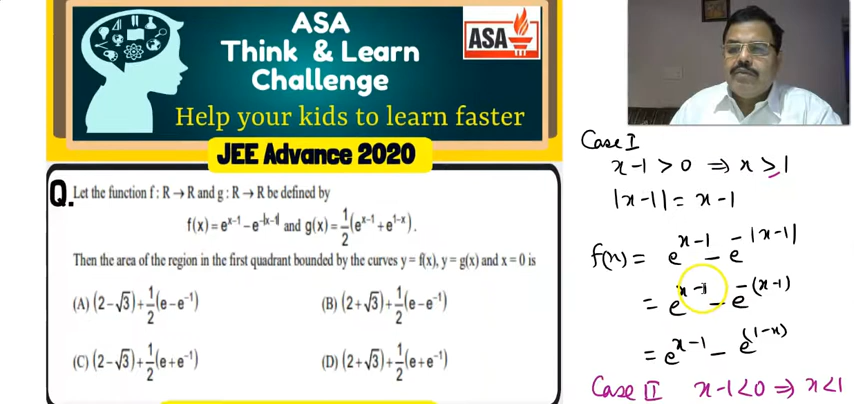 ASA
Think & Learn
Challenge
ASA
Help your kids to learn faster
JEE Advance 2020
Q. Let the function f : R → R and g : R → R be defined by
f(x) = e^(x−1) − e^(−|x−1|) and g(x) = 1/2 (e^(x−1) + e^(1−x)).
Then the area of the region in the first quadrant bounded by the curves y = f(x), y = g(x) and x = 0 is
(A) (2−√3) + 1/2 (e − e^(−1)) (B) (2+√3) + 1/2 (e − e^(−1))
(C) (2−√3) + 1/2 (e + e^(−1)) (D) (2+√3) + 1/2 (e + e^(−1))
Case I
x−1 > 0 ⇒ x ≥ 1
|x−1| = x−1
f(x) = e^(x−1) − e^(−|x−1|)
= e^(x−1) − e^(−(x−1))
= e^(x−1) − e^(1−x)
Case II x−1<0 ⇒ x<1